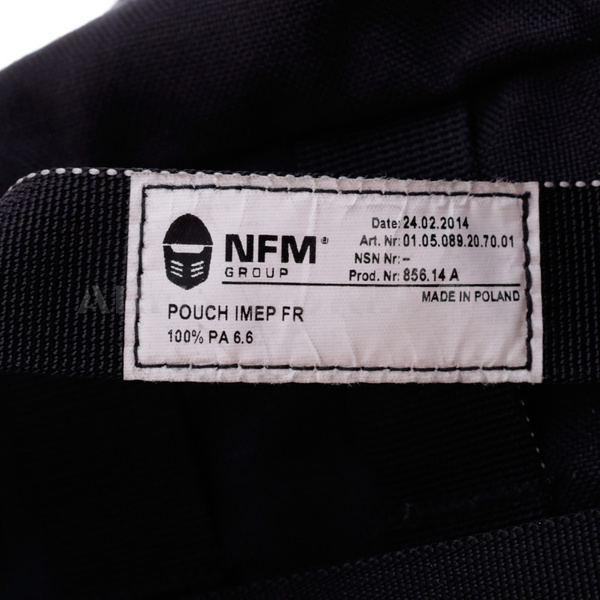 NFM®
GROUP
Date: 24.02.2014
Art. Nr: 01.05.089.20.70.01
NSN Nr: -
Prod. Nr: 856.14 A
MADE IN POLAND
POUCH IMEP FR
100% PA 6.6